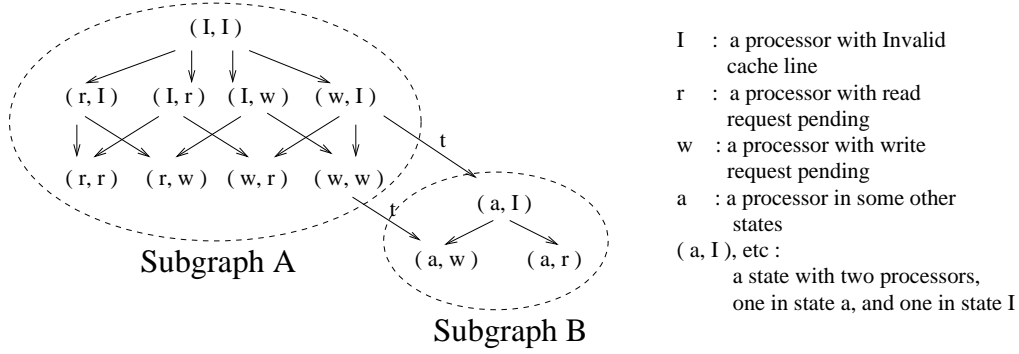 ( I, I )
( r, I ) ( I, r ) ( I, w ) ( w, I )
t
( r, r ) ( r, w ) ( w, r ) ( w, w )
( a, I )
t
( a, w ) ( a, r )
Subgraph A
Subgraph B
I : a processor with Invalid
cache line
r : a processor with read
request pending
w : a processor with write
request pending
a : a processor in some other
states
( a, I ), etc :
a state with two processors,
one in state a, and one in state I